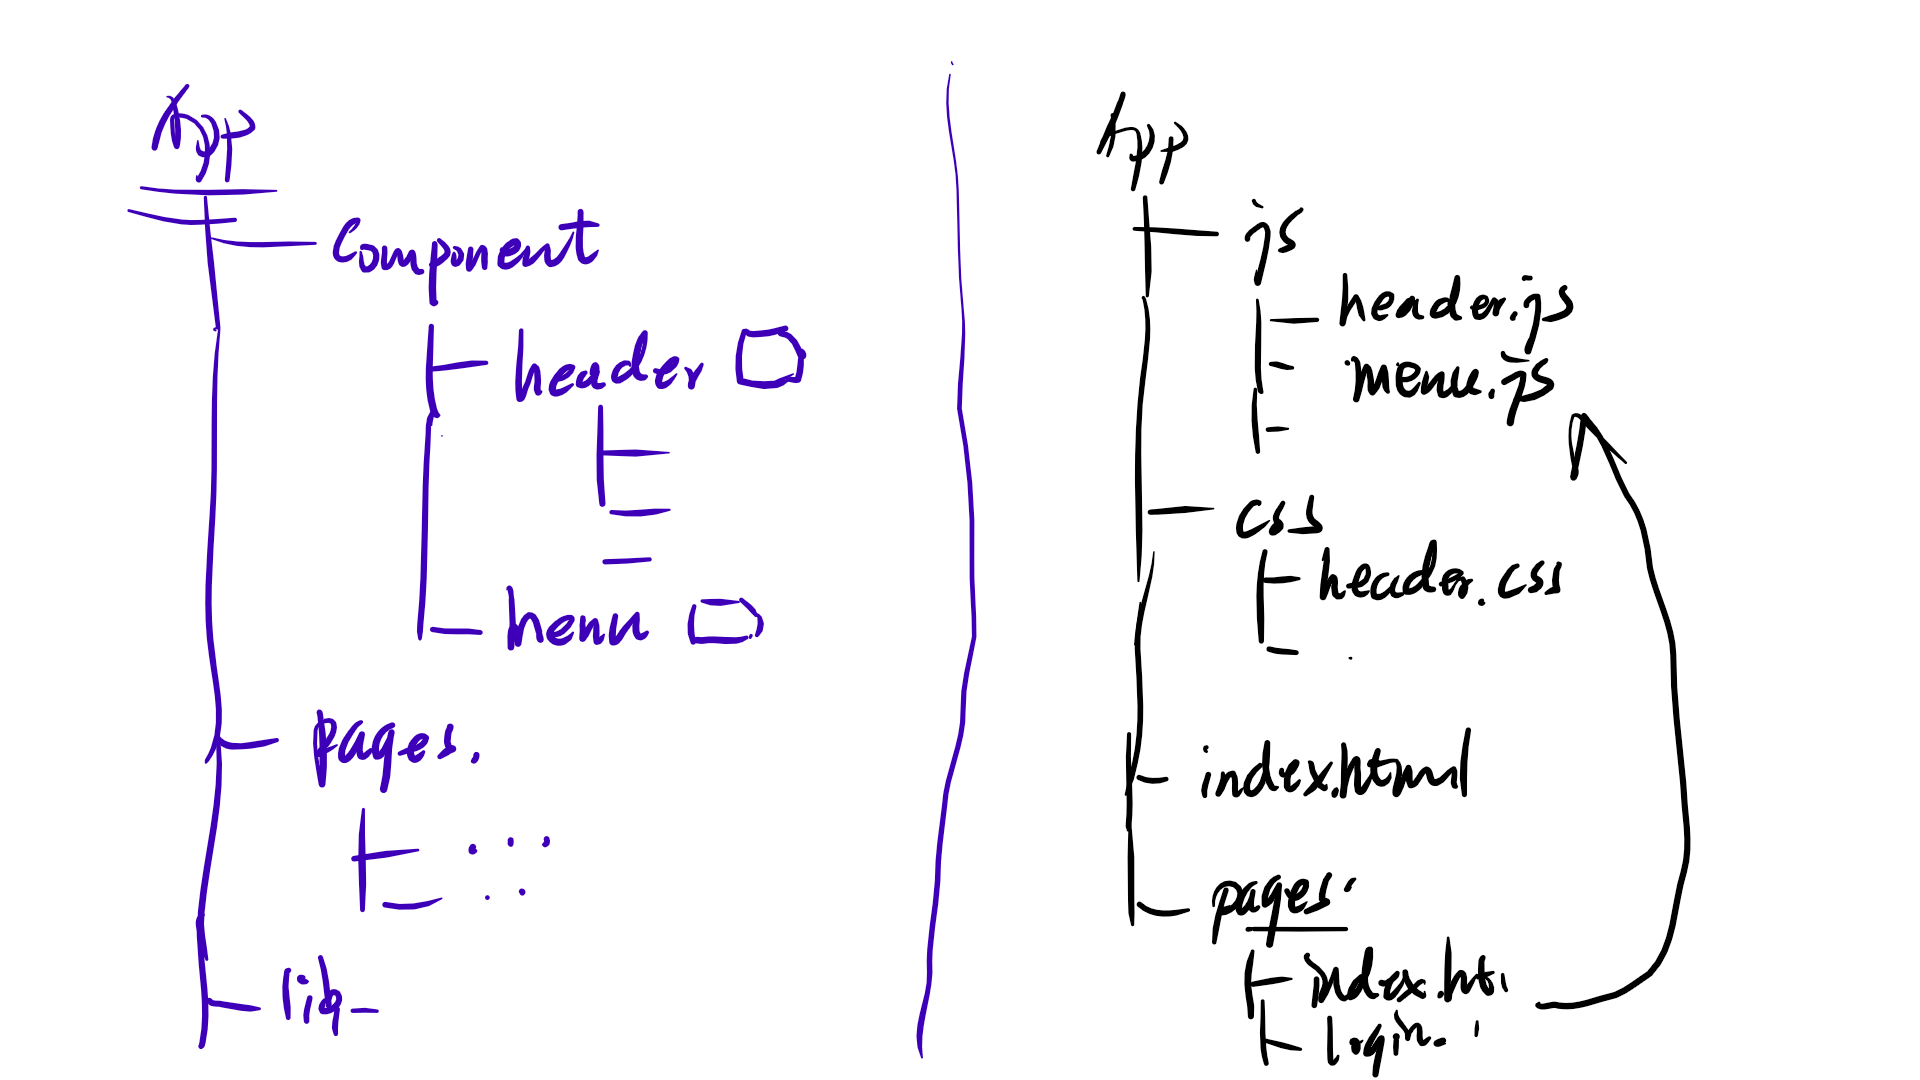 App
Component
header
henu
pages.
App
js
header.js
menu.js
css
header.css
index.html
pages
index.ht
login.